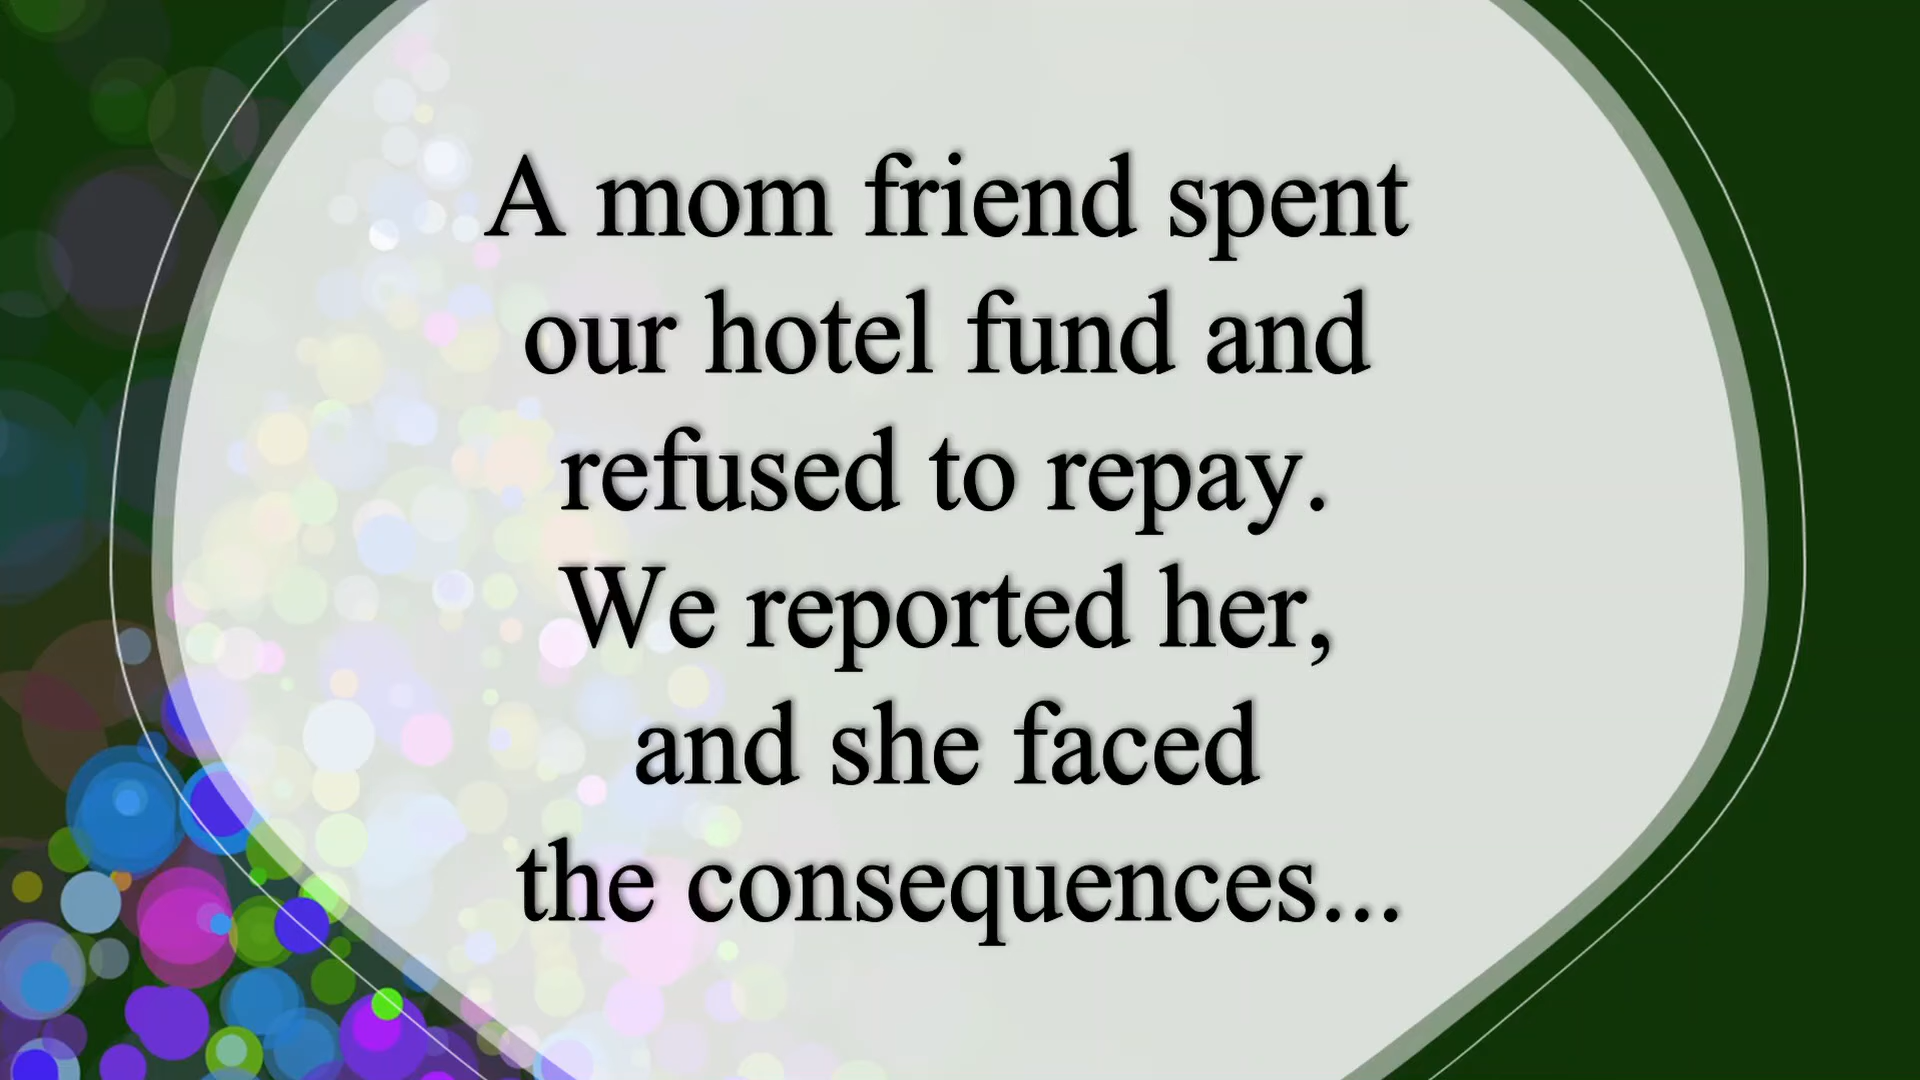 A mom friend spent
our hotel fund and
refused to repay.
We reported her,
and she faced
the consequences...